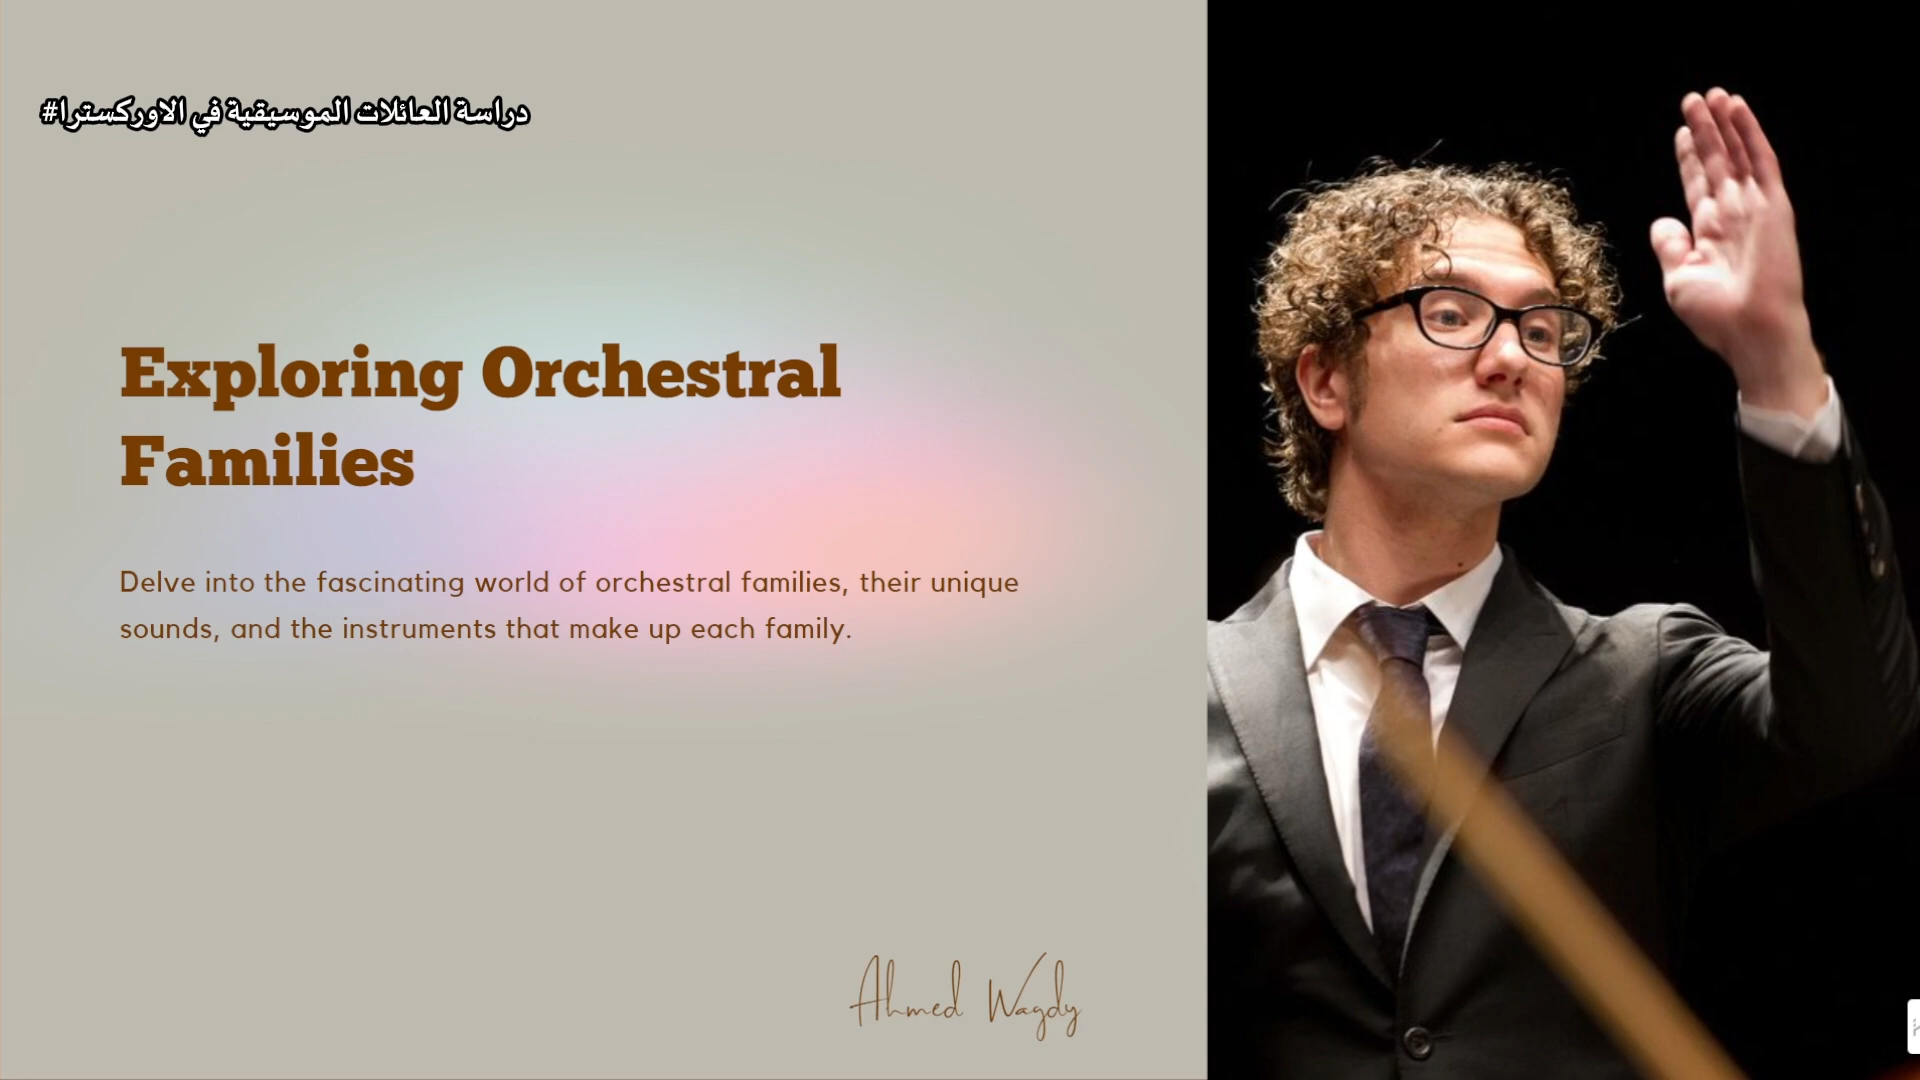 #دراسة العائلات الموسيقية في الاوركسترا
Exploring Orchestral
Families
Delve into the fascinating world of orchestral families, their unique
sounds, and the instruments that make up each family.
Ahmed Wagdy